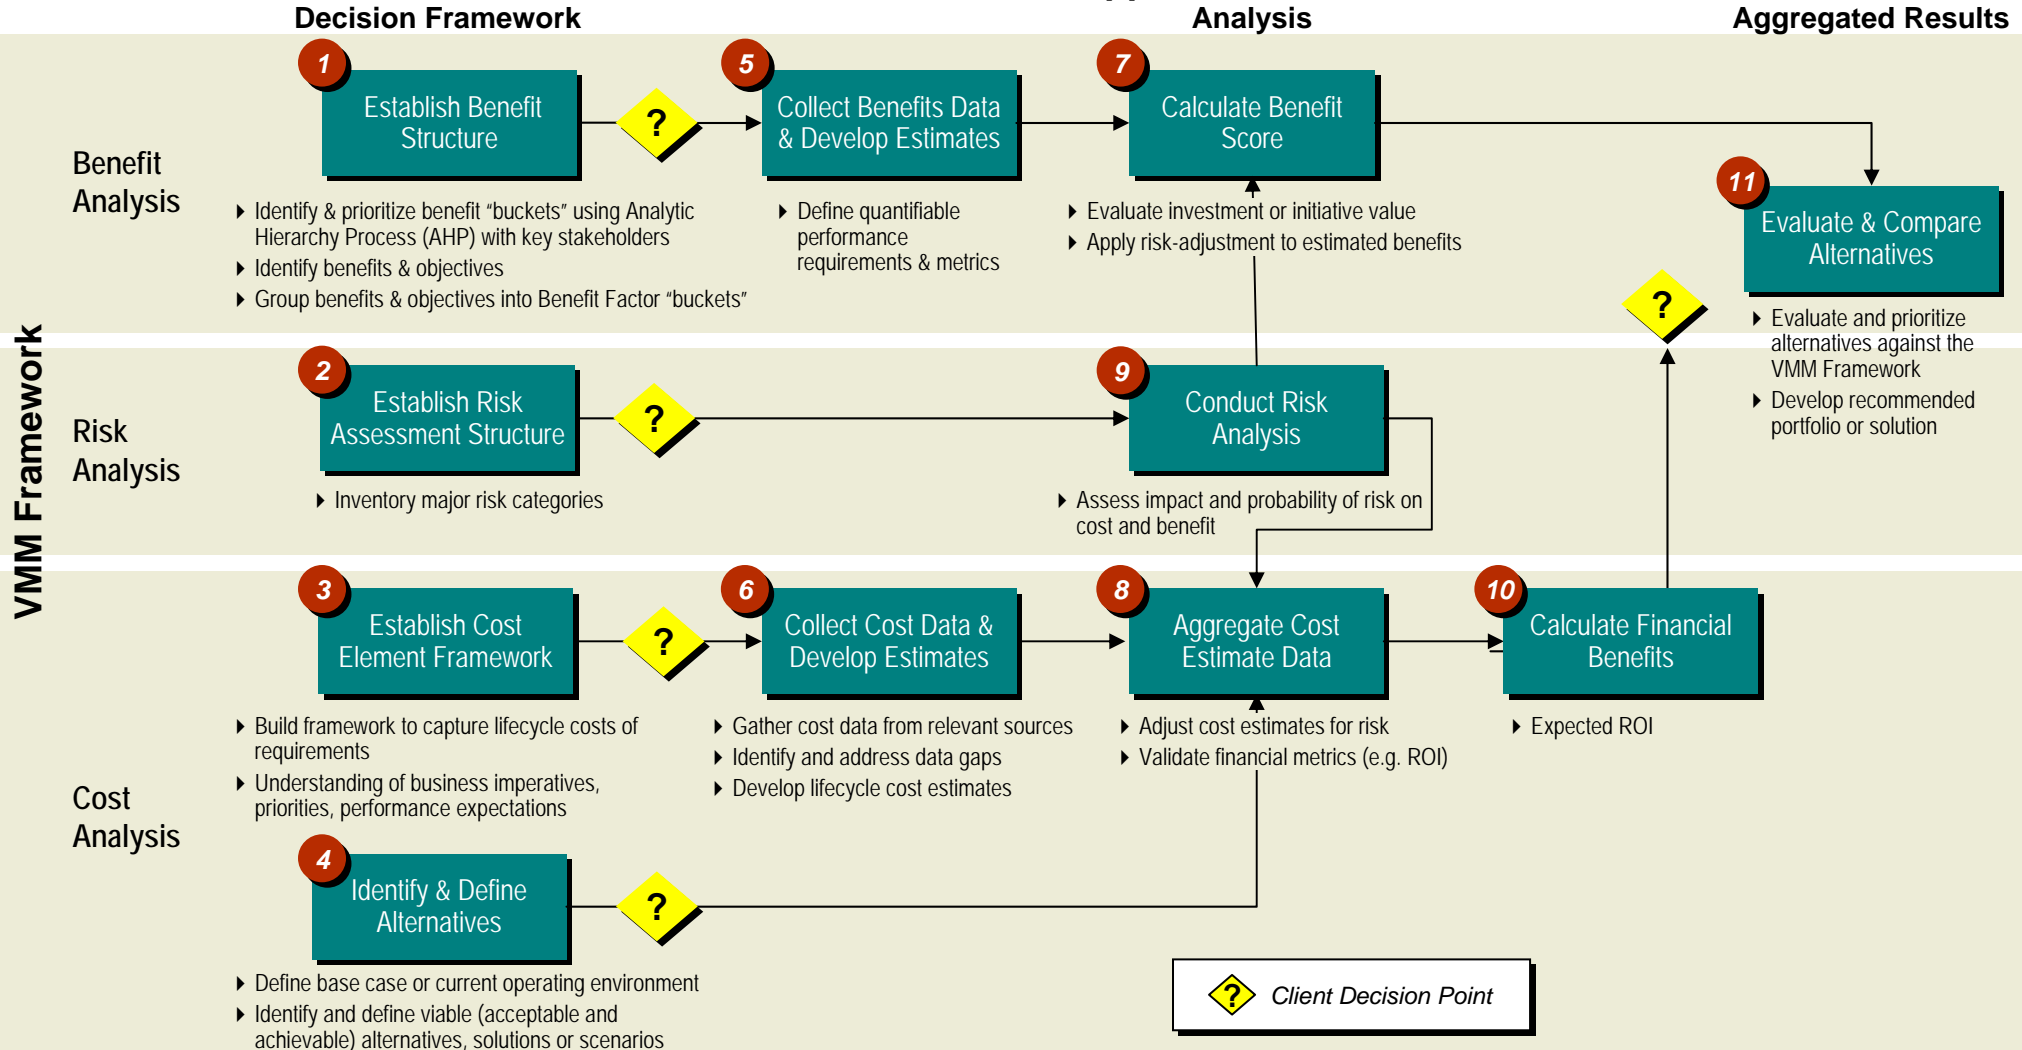 Decision Framework
Analysis
Aggregated Results
VMM Framework
Benefit
Analysis
1
Establish Benefit
Structure
?
5
Collect Benefits Data
& Develop Estimates
7
Calculate Benefit
Score
11
Evaluate & Compare
Alternatives
Identify & prioritize benefit “buckets” using Analytic
Hierarchy Process (AHP) with key stakeholders
Identify benefits & objectives
Group benefits & objectives into Benefit Factor “buckets”
Define quantifiable
performance
requirements & metrics
Evaluate investment or initiative value
Apply risk-adjustment to estimated benefits
?
Evaluate and prioritize
alternatives against the
VMM Framework
Develop recommended
portfolio or solution
Risk
Analysis
2
Establish Risk
Assessment Structure
?
9
Conduct Risk
Analysis
Inventory major risk categories
Assess impact and probability of risk on
cost and benefit
Cost
Analysis
3
Establish Cost
Element Framework
?
6
Collect Cost Data &
Develop Estimates
8
Aggregate Cost
Estimate Data
10
Calculate Financial
Benefits
Build framework to capture lifecycle costs of
requirements
Understanding of business imperatives,
priorities, performance expectations
Gather cost data from relevant sources
Identify and address data gaps
Develop lifecycle cost estimates
Adjust cost estimates for risk
Validate financial metrics (e.g. ROI)
Expected ROI
4
Identify & Define
Alternatives
?
Define base case or current operating environment
Identify and define viable (acceptable and
achievable) alternatives, solutions or scenarios
?
Client Decision Point